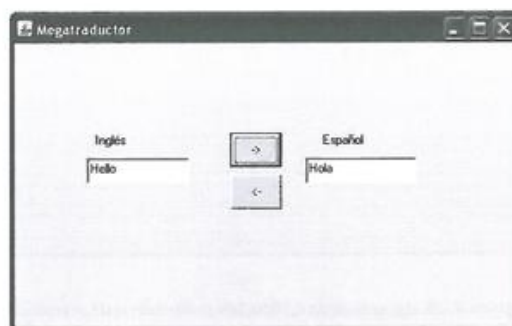 Megatraductor
Inglés
Español
->
Hello
Hola
<-